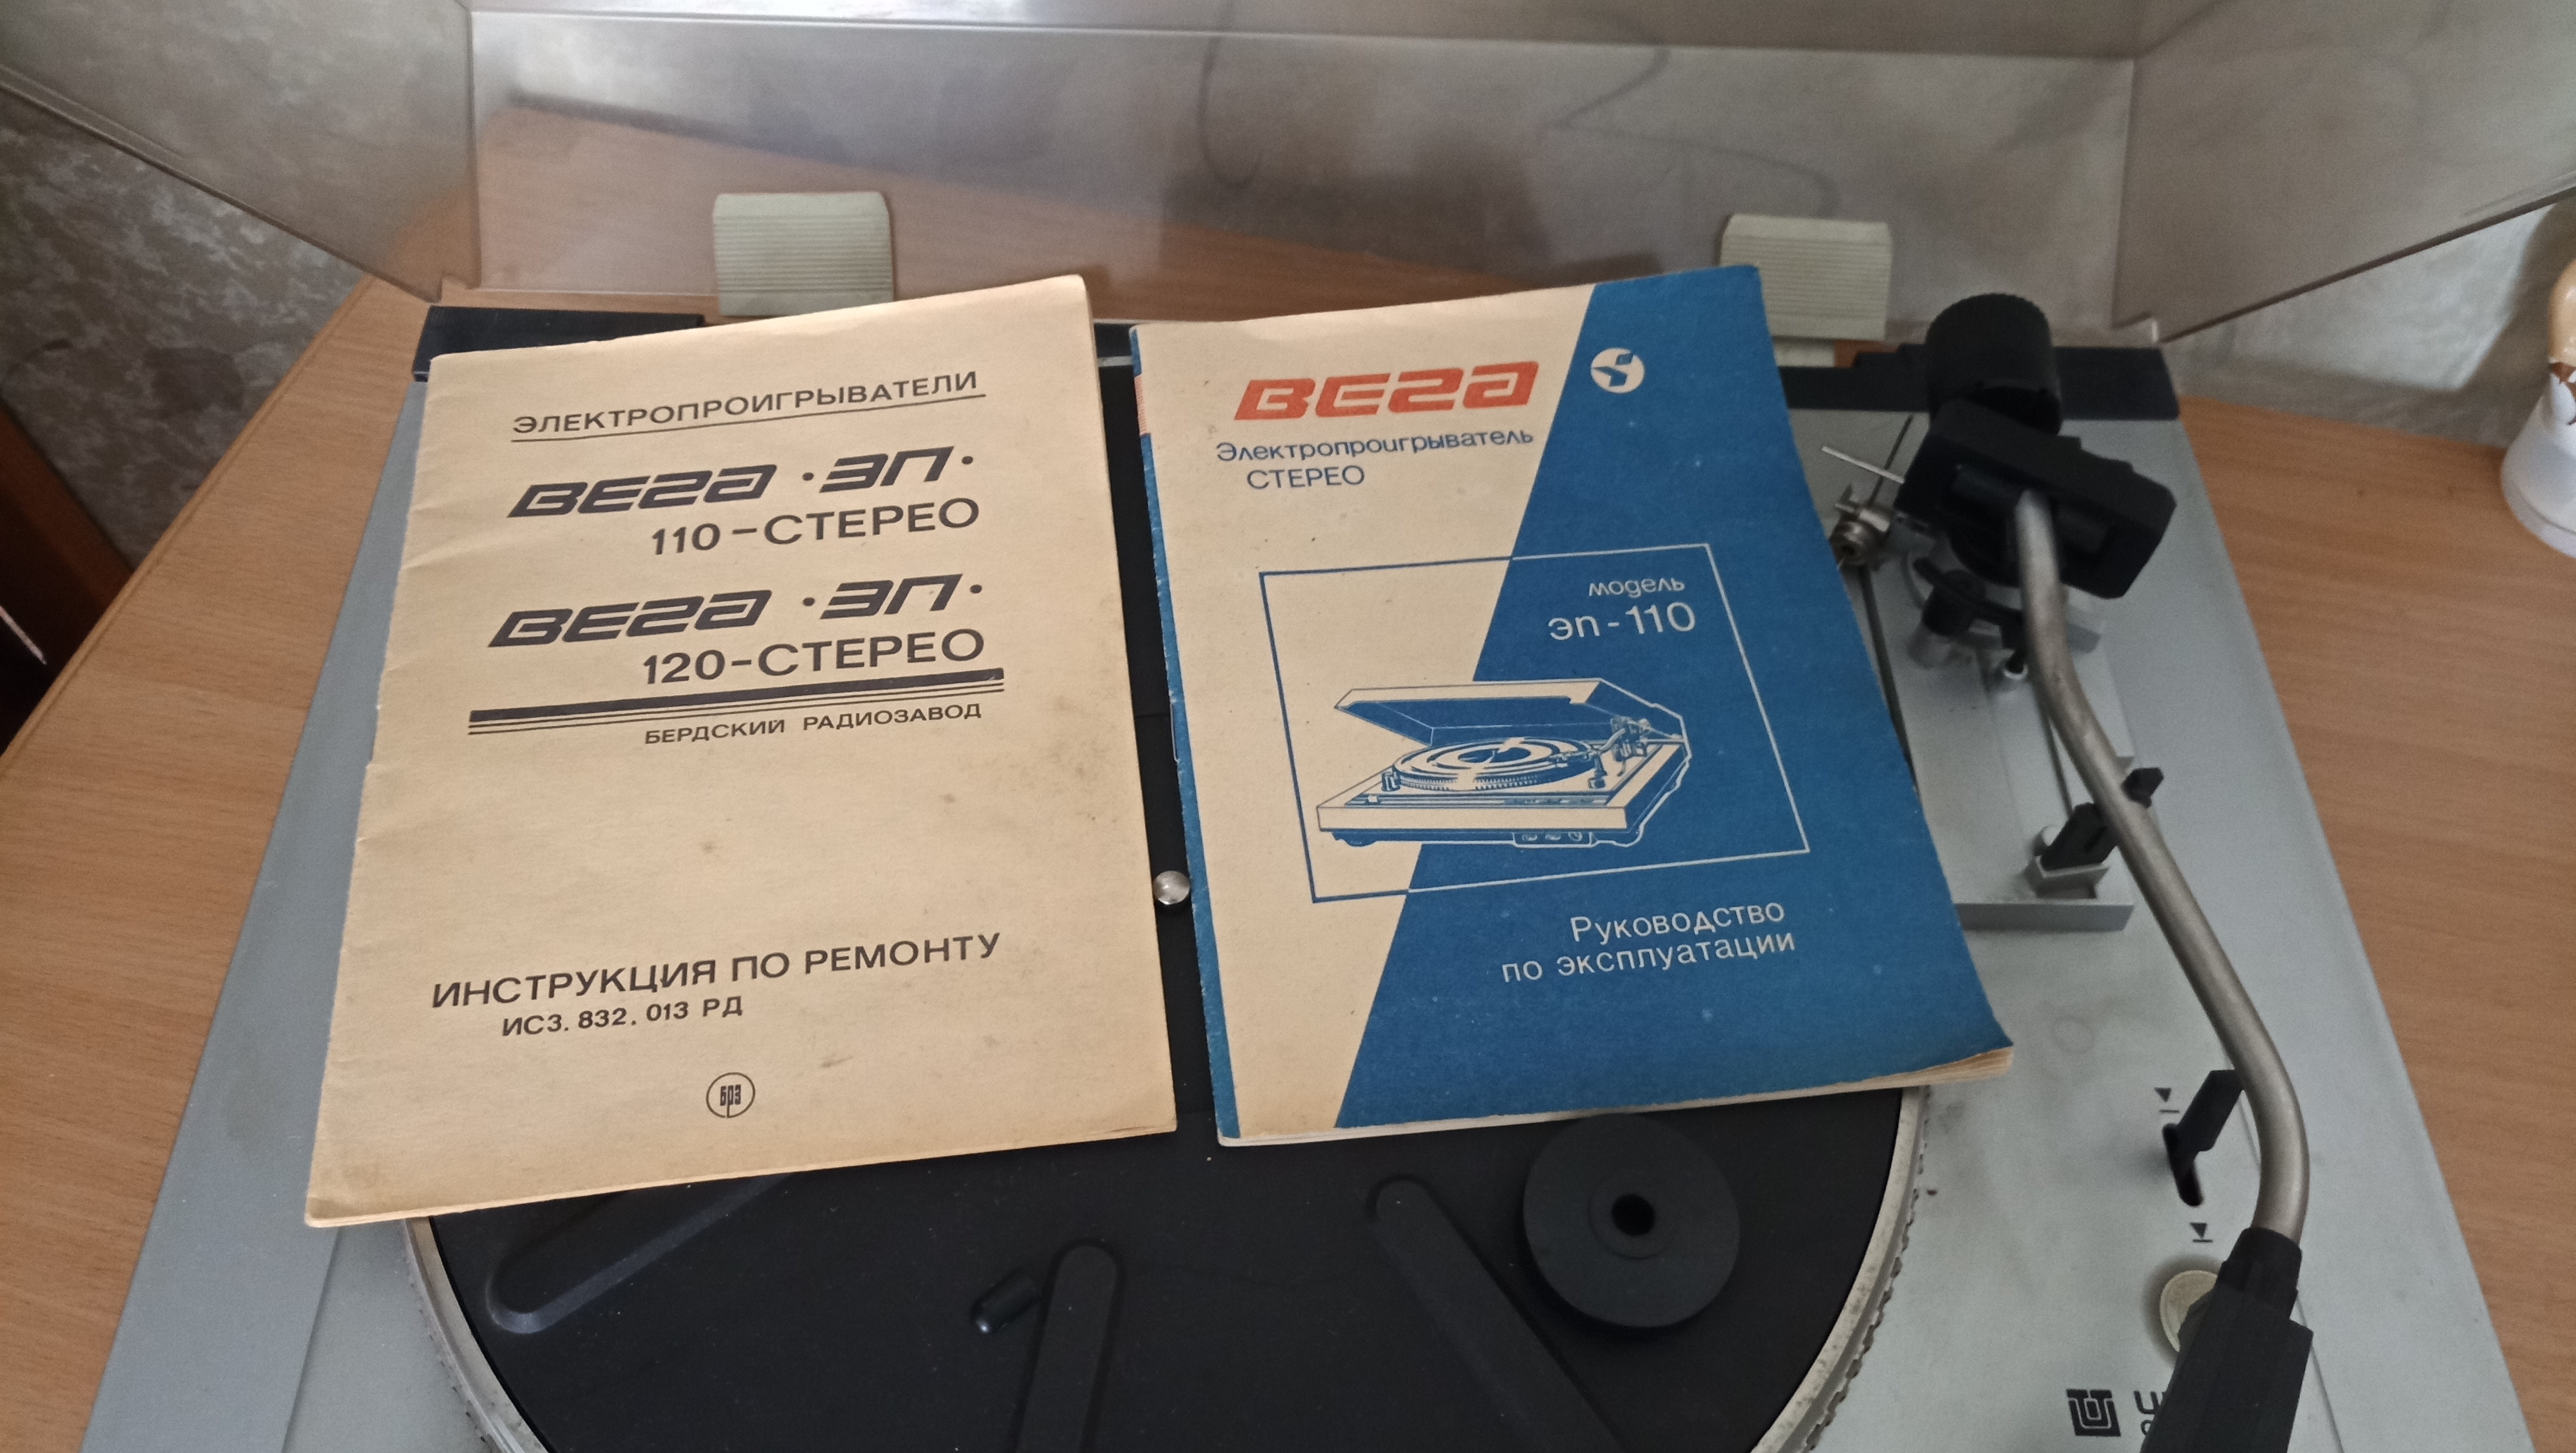 ЭЛЕКТРОПРОИГРЫВАТЕЛИ
ВЕГА ·ЭП·
110-СТЕРЕО
ВЕГА ·ЭП·
120-СТЕРЕО
БЕРДСКИЙ РАДИОЗАВОД
ИНСТРУКЦИЯ ПО РЕМОНТУ
ИС3. 832. 013 РД
БРЗ
ВЕГА
Электропроигрыватель
СТЕРЕО
модель
эп-110
Руководство
по эксплуатации